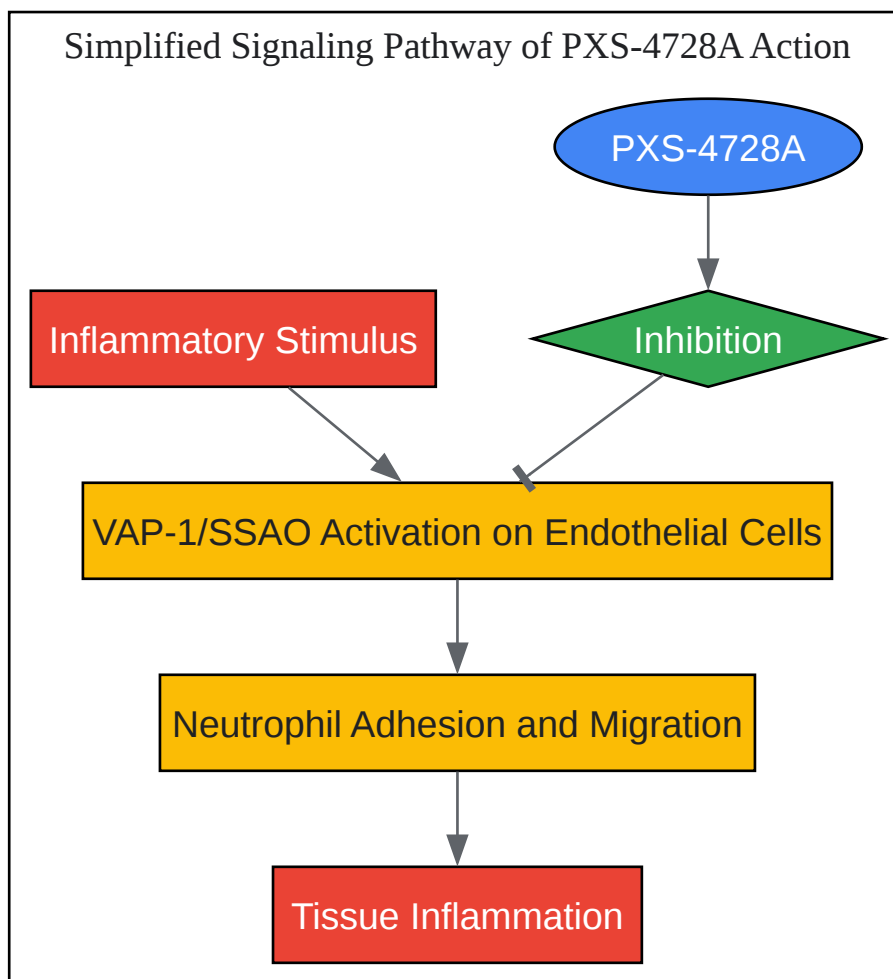 Simplified Signaling Pathway of PXS-4728A Action
PXS-4728A
Inflammatory Stimulus
Inhibition
VAP-1/SSAO Activation on Endothelial Cells
Neutrophil Adhesion and Migration
Tissue Inflammation